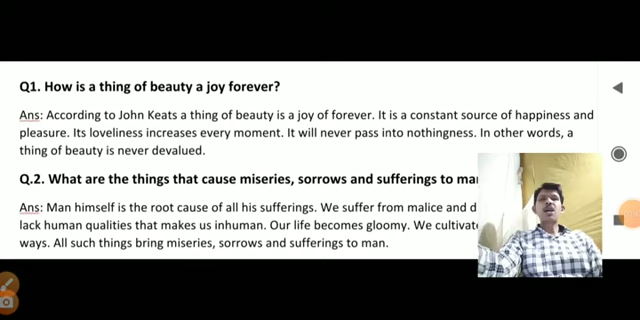 Q1. How is a thing of beauty a joy forever?
Ans: According to John Keats a thing of beauty is a joy of forever. It is a constant source of happiness and
pleasure. Its loveliness increases every moment. It will never pass into nothingness. In other words, a
thing of beauty is never devalued.
Q.2. What are the things that cause miseries, sorrows and sufferings to
Ans: Man himself is the root cause of all his sufferings. We suffer from malice and
lack human qualities that makes us inhuman. Our life becomes gloomy. We
ways. All such things bring miseries, sorrows and sufferings to man.